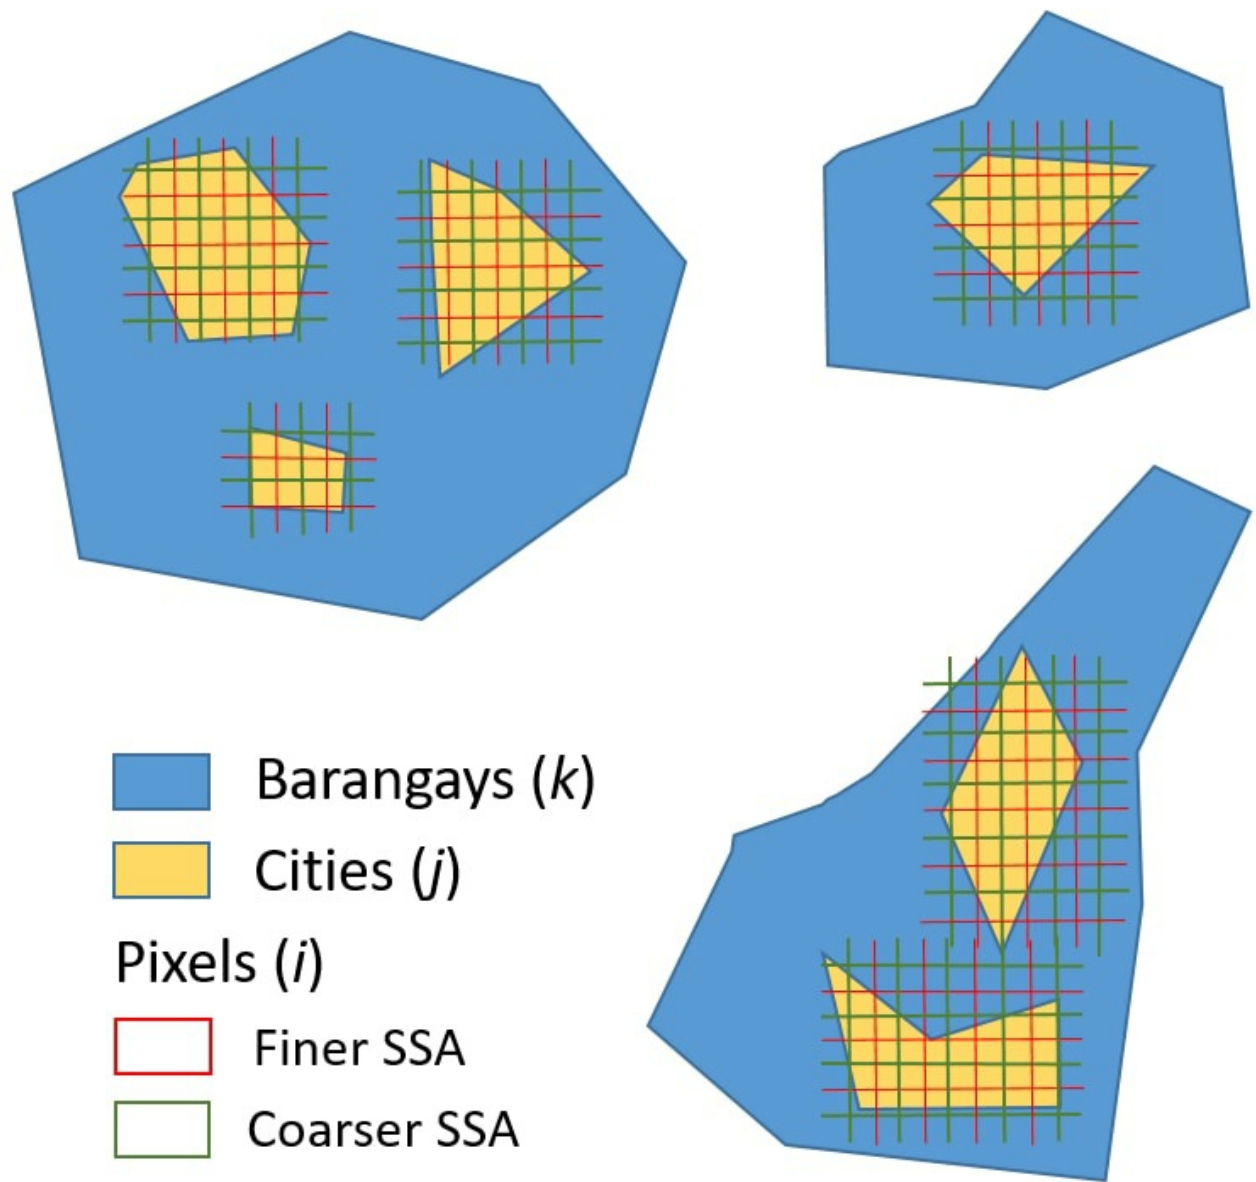 Barangays (k)
Cities (j)
Pixels (i)
Finer SSA
Coarser SSA